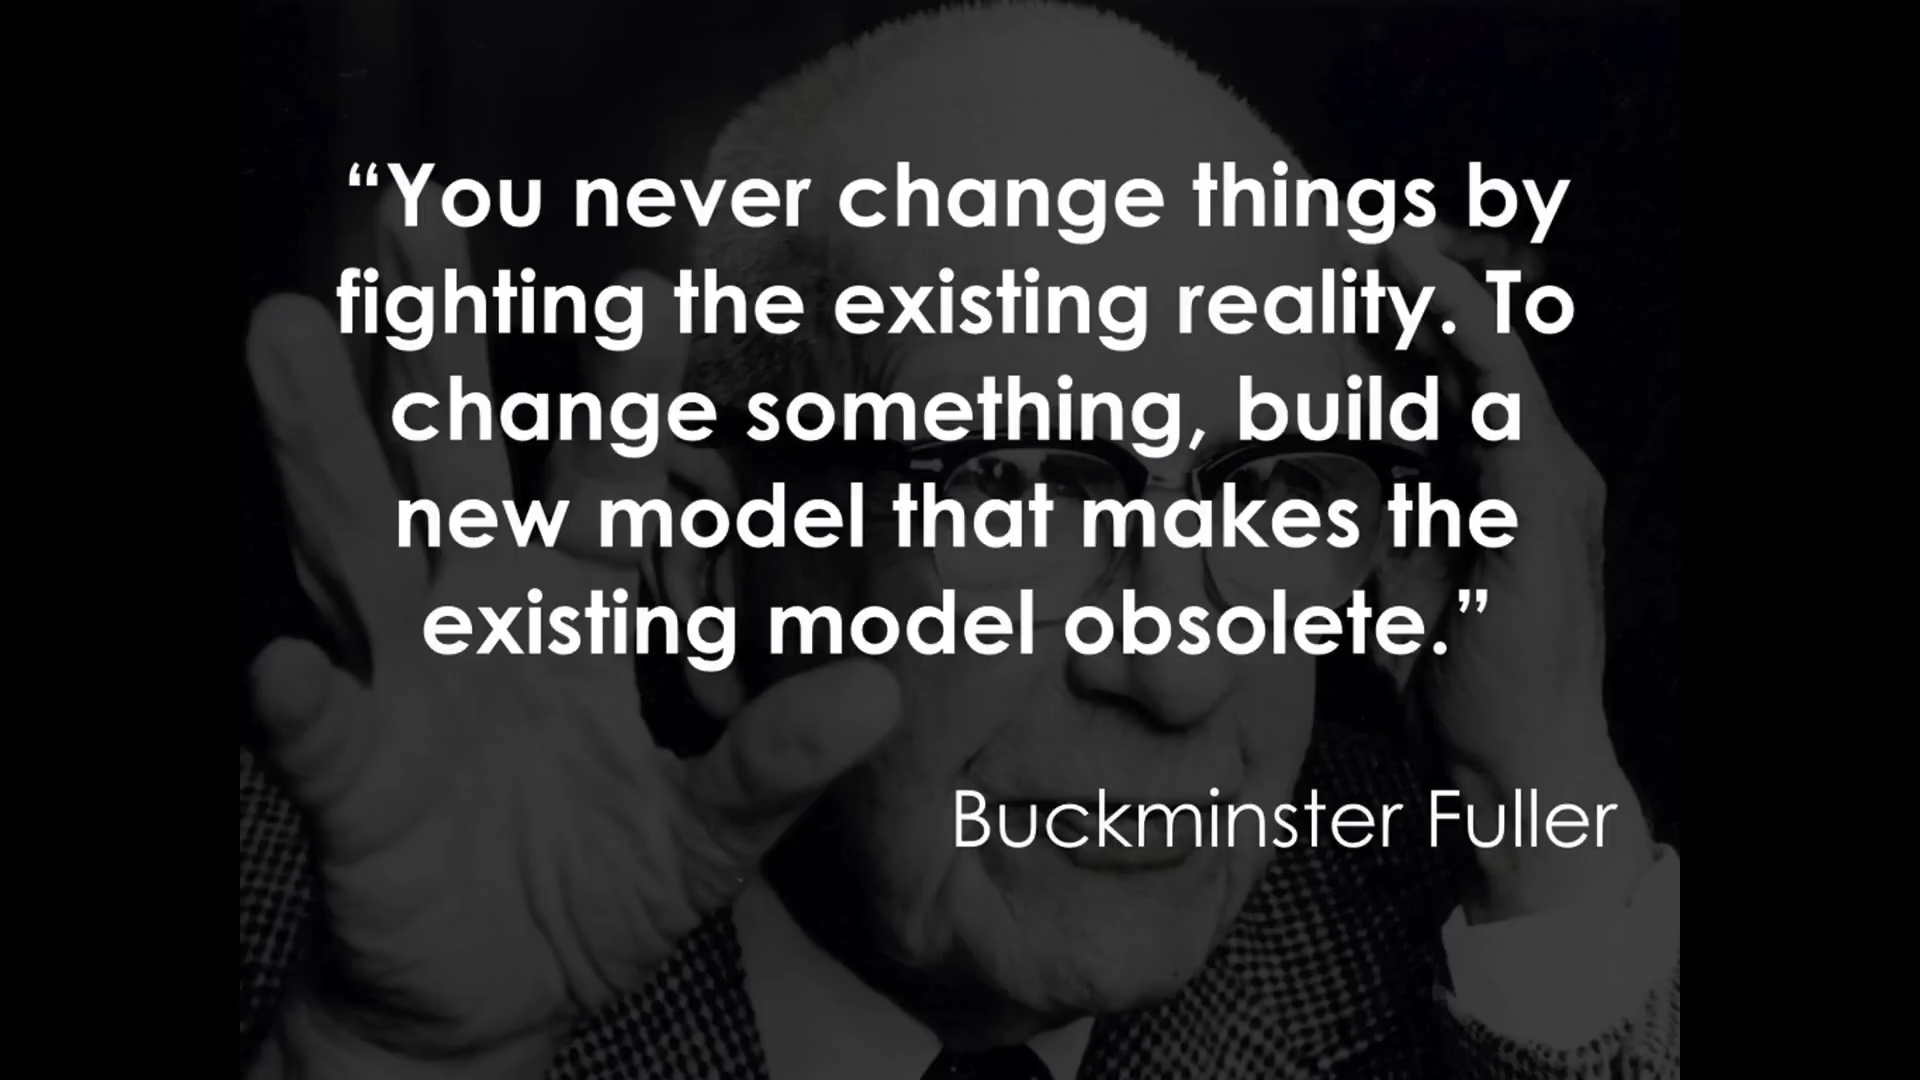 “You never change things by
fighting the existing reality. To
change something, build a
new model that makes the
existing model obsolete.”
Buckminster Fuller